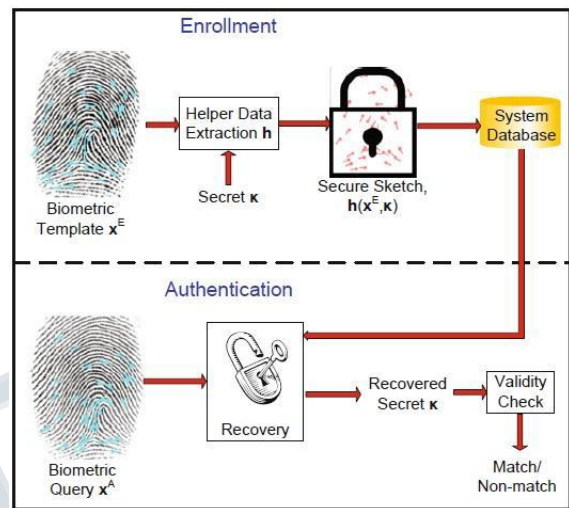 Enrollment
Helper Data
Extraction h
Secret κ
Biometric
Template x^E
Secure Sketch,
h(x^E,κ)
System
Database
Authentication
Recovery
Recovered
Secret κ
Validity
Check
Biometric
Query x^A
Match/
Non-match